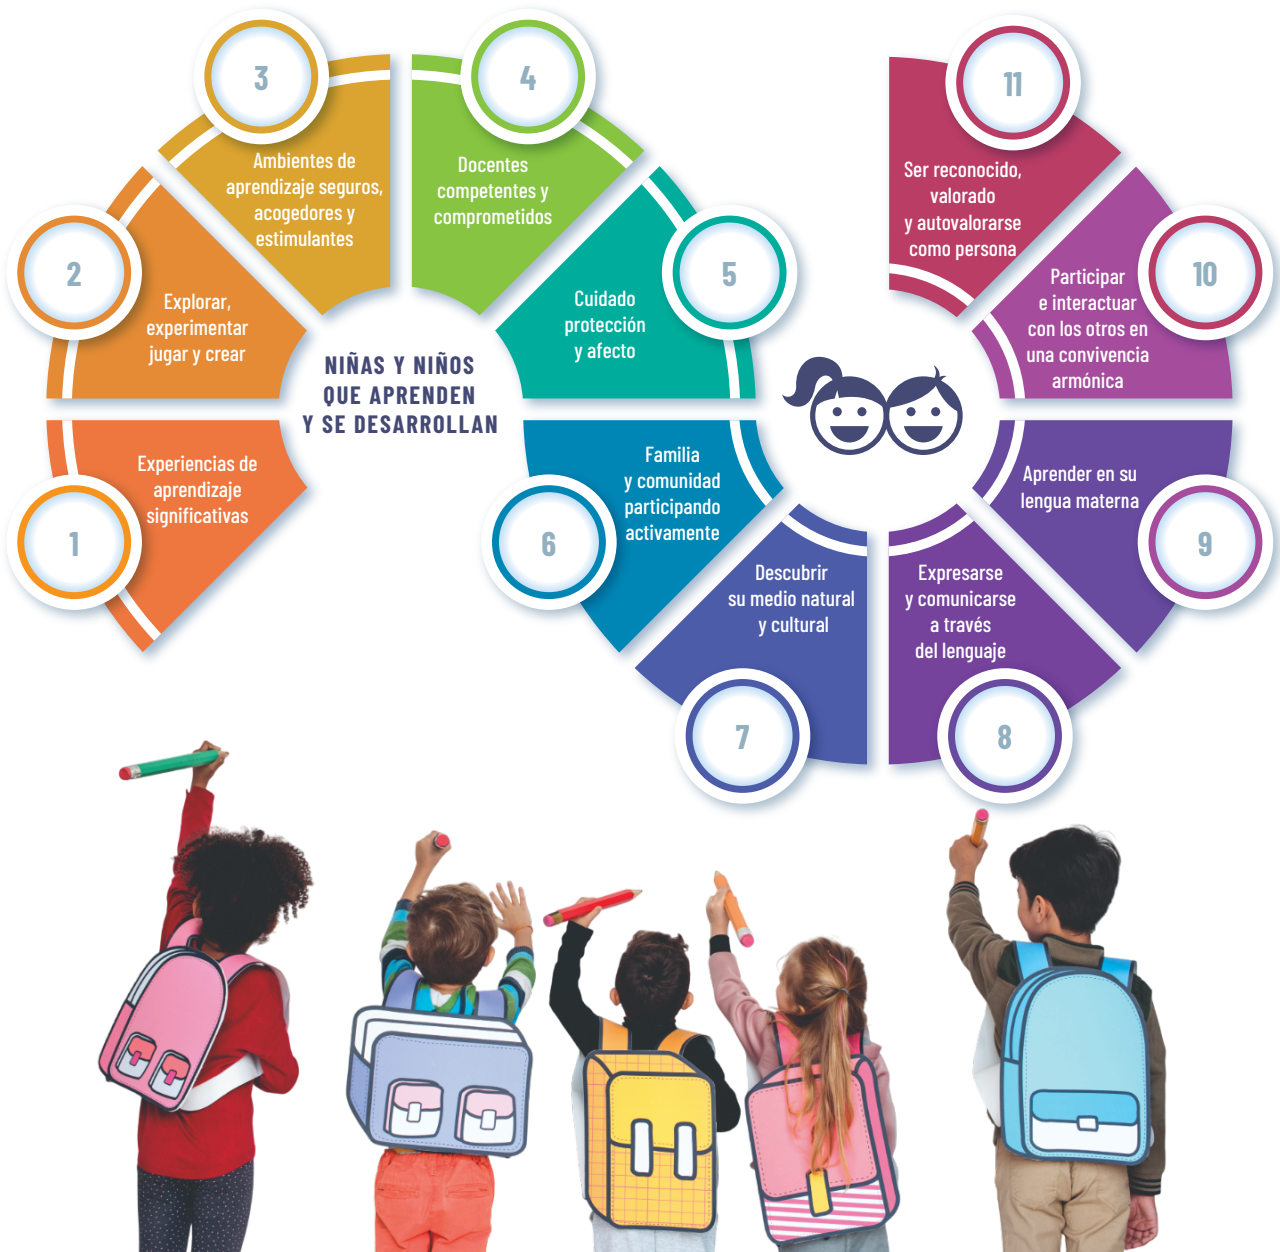 NIÑAS Y NIÑOS
QUE APRENDEN
Y SE DESARROLLAN
1
Experiencias de
aprendizaje
significativas
2
Explorar,
experimentar
jugar y crear
3
Ambientes de
aprendizaje seguros,
acogedores y
estimulantes
4
Docentes
competentes y
comprometidos
5
Cuidado
protección
y afecto
6
Familia
y comunidad
participando
activamente
7
Descubrir
su medio natural
y cultural
8
Expresarse
y comunicarse
a través
del lenguaje
9
Aprender en su
lengua materna
10
Participar
e interactuar
con los otros en
una convivencia
armónica
11
Ser reconocido,
valorado
y autovalorarse
como persona